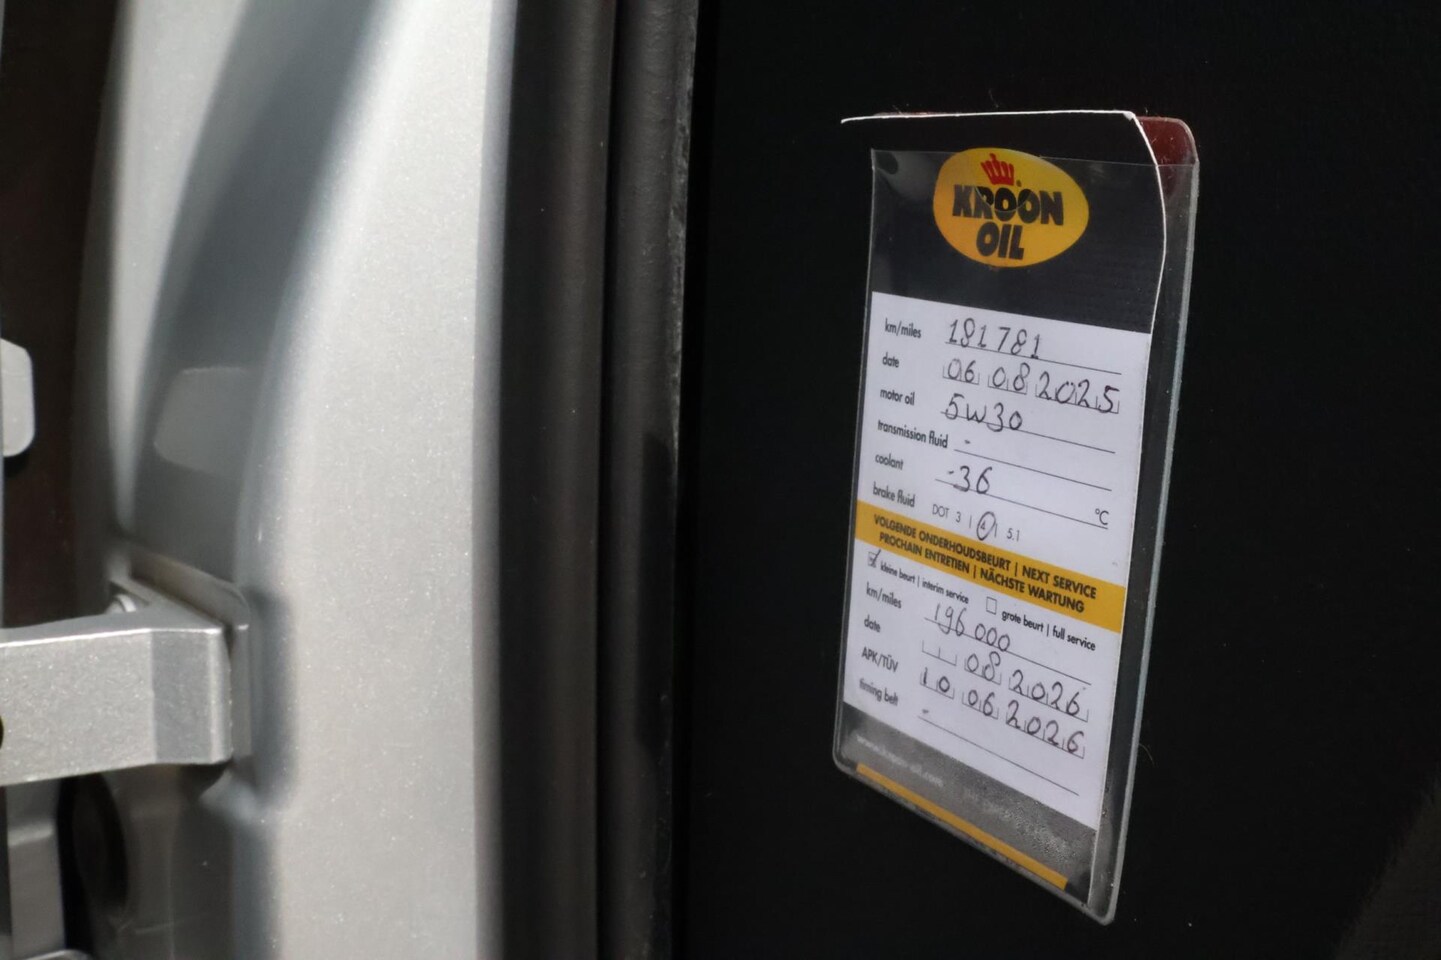 KROON
OIL
km/miles 181781
date 06 08 2025
motor oil 5W30
transmission fluid -
coolant -36 °C
brake fluid DOT 3 | 4 | 5.1
VOLGENDE ONDERHOUDSBEURT | NEXT SERVICE
PROCHAIN ENTRETIEN | NÄCHSTE WARTUNG
kleine beurt | interim service grote beurt | full service
km/miles 196 000
date 08 2026
APK/TÜV 10 06 2026
timing belt -